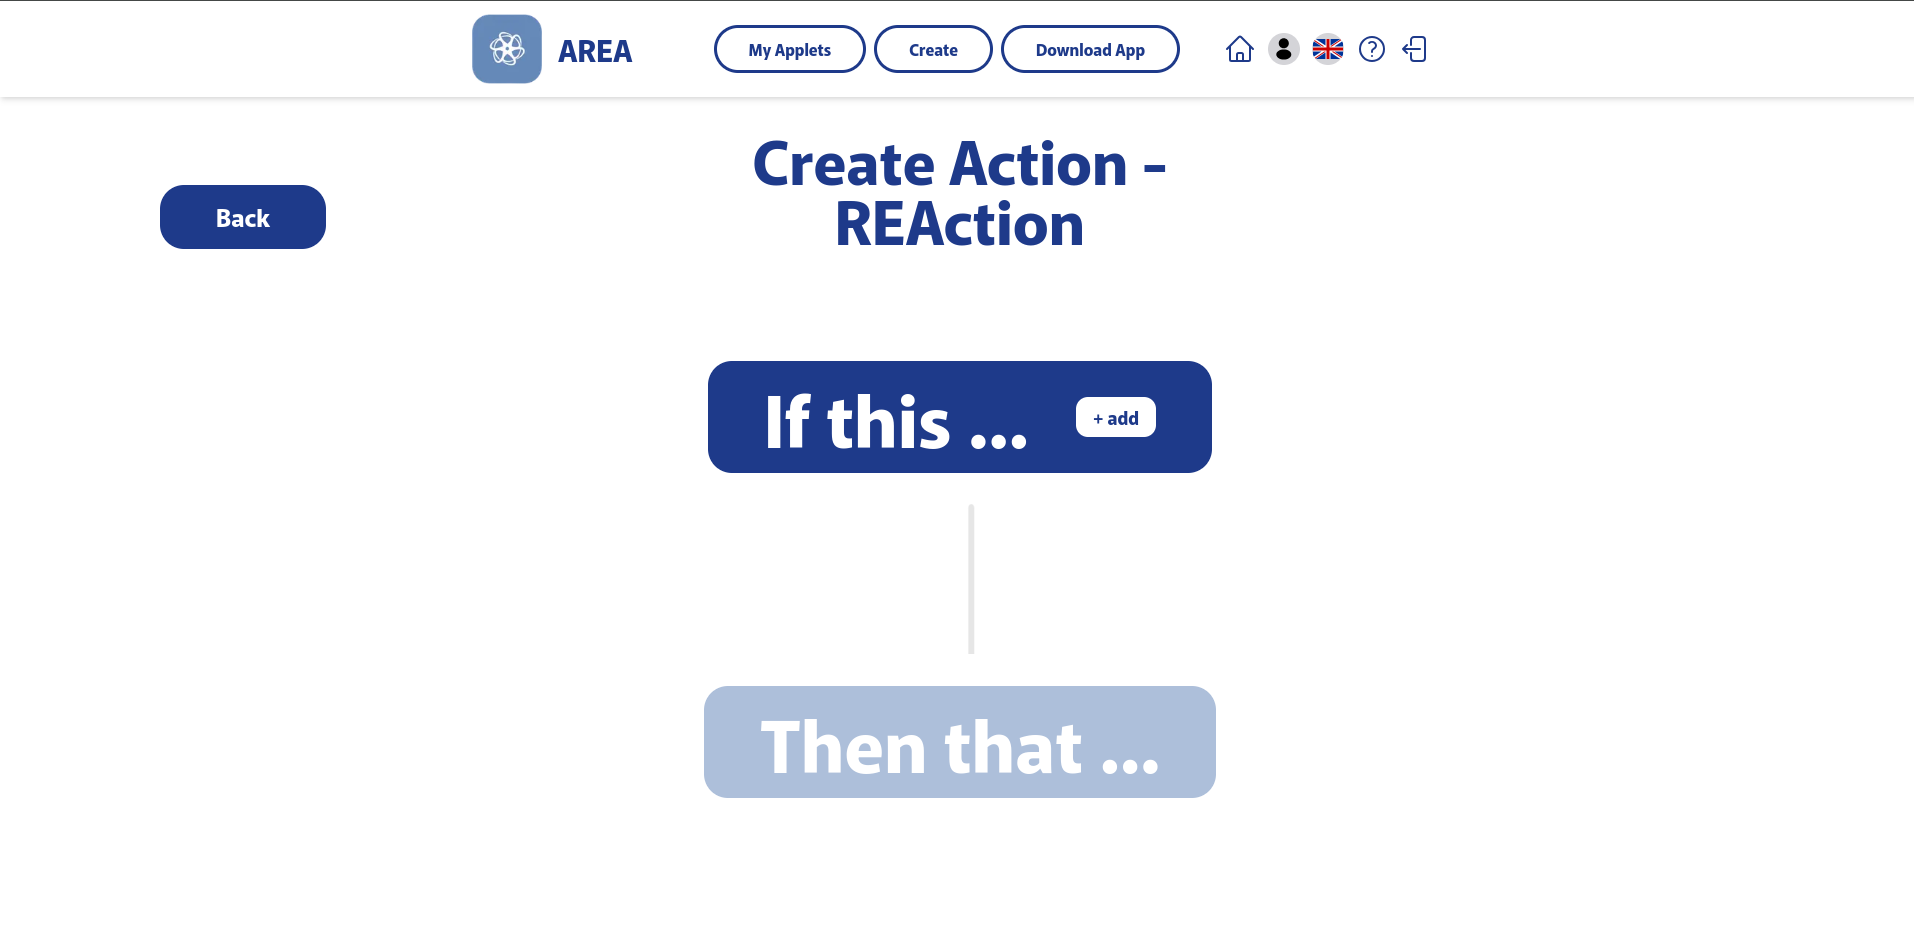 AREA
My Applets
Create
Download App
Create Action -
REAction
Back
If this ...
+ add
Then that ...